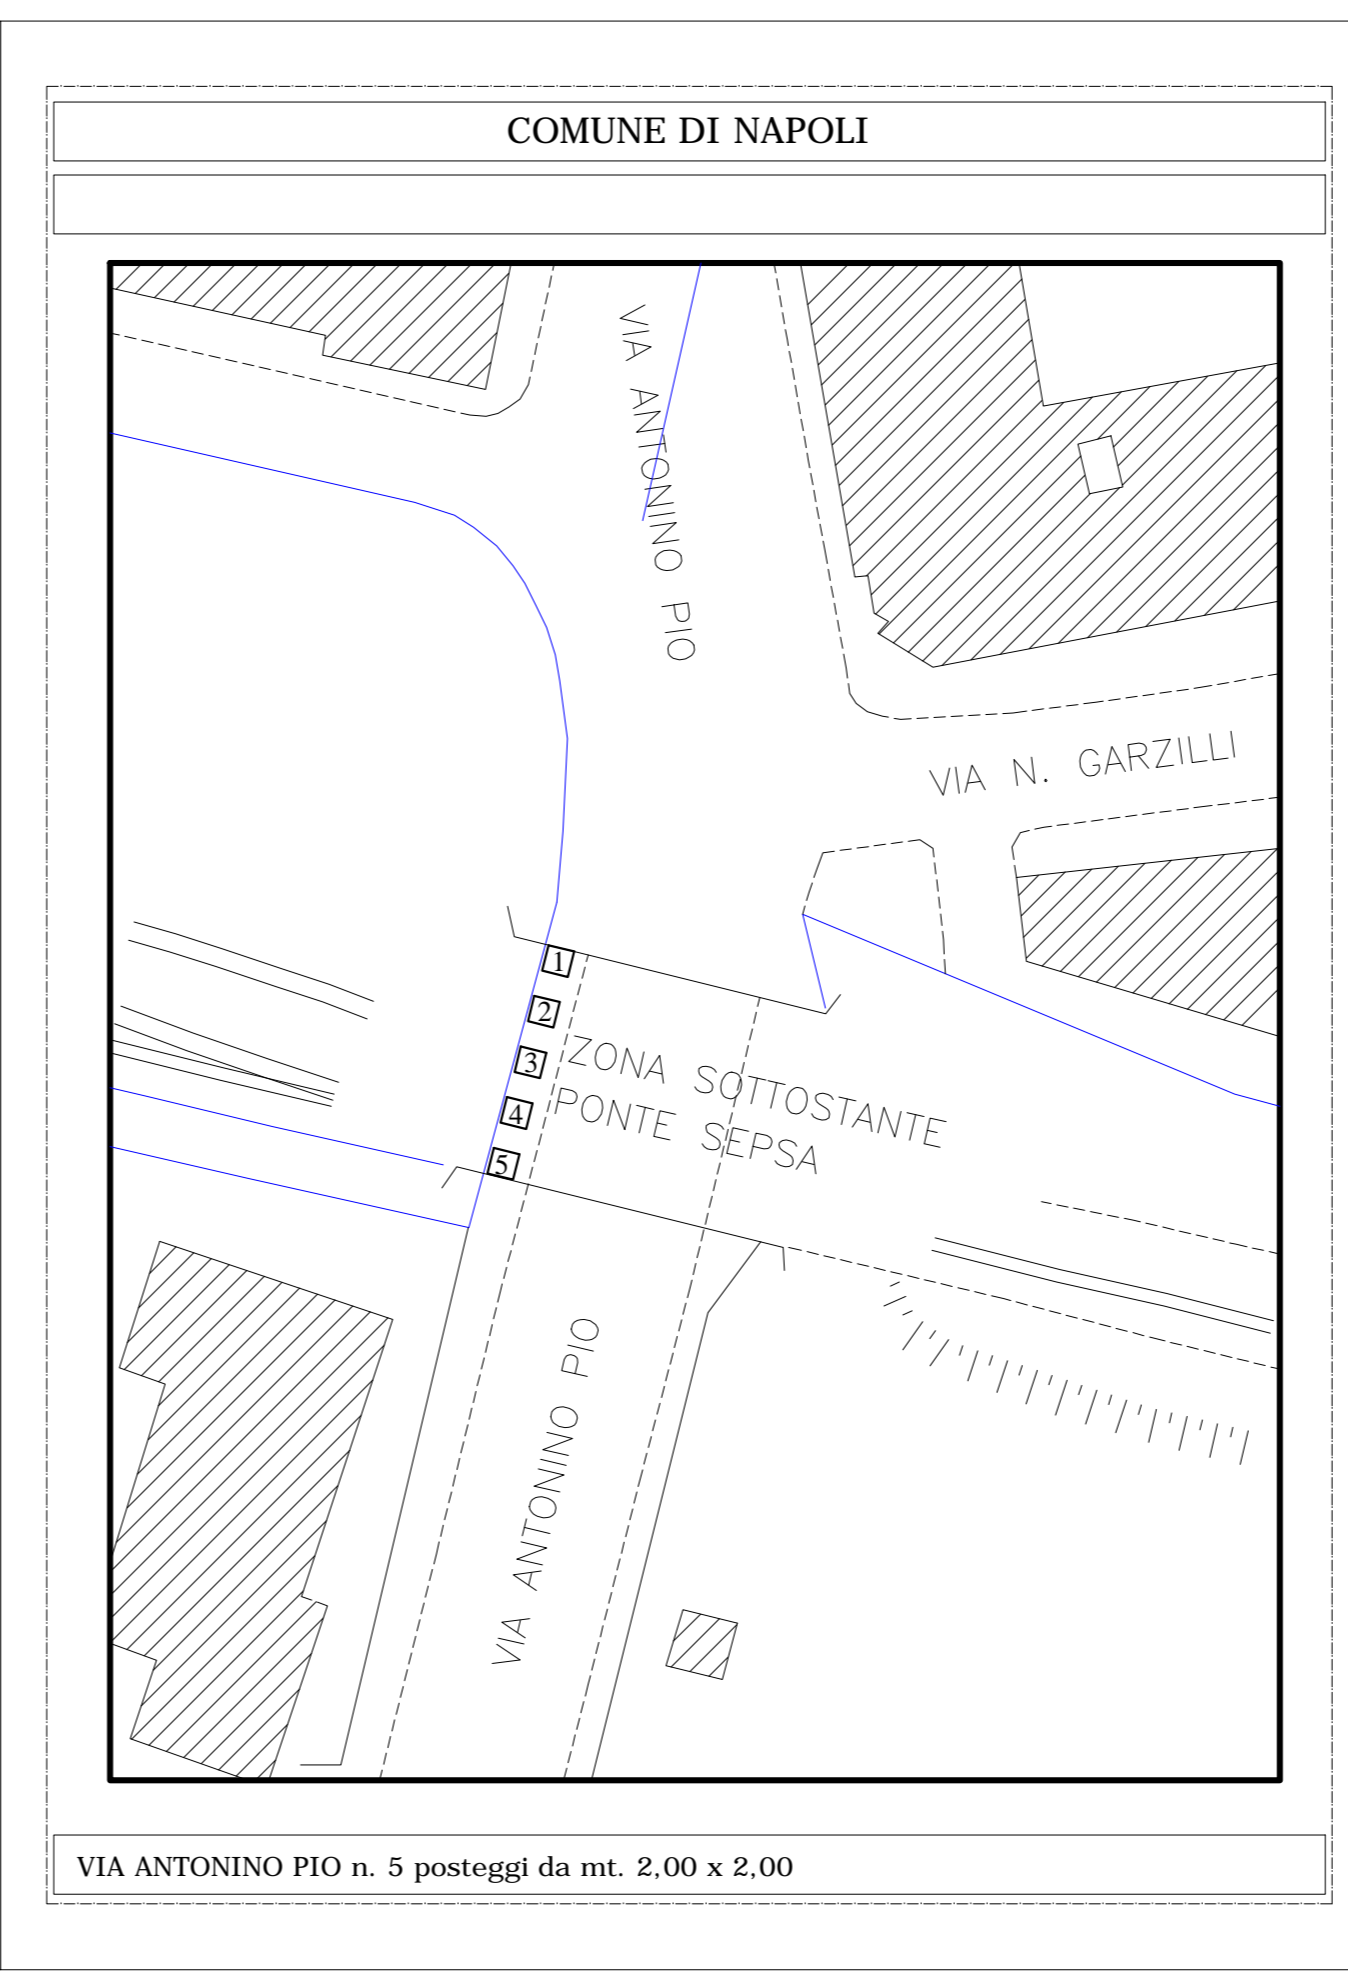 COMUNE DI NAPOLI
VIA ANTONINO PIO
VIA N. GARZILLI
1
2
3
4
5
ZONA SOTTOSTANTE
PONTE SEPSA
VIA ANTONINO PIO
VIA ANTONINO PIO n. 5 posteggi da mt. 2,00 x 2,00